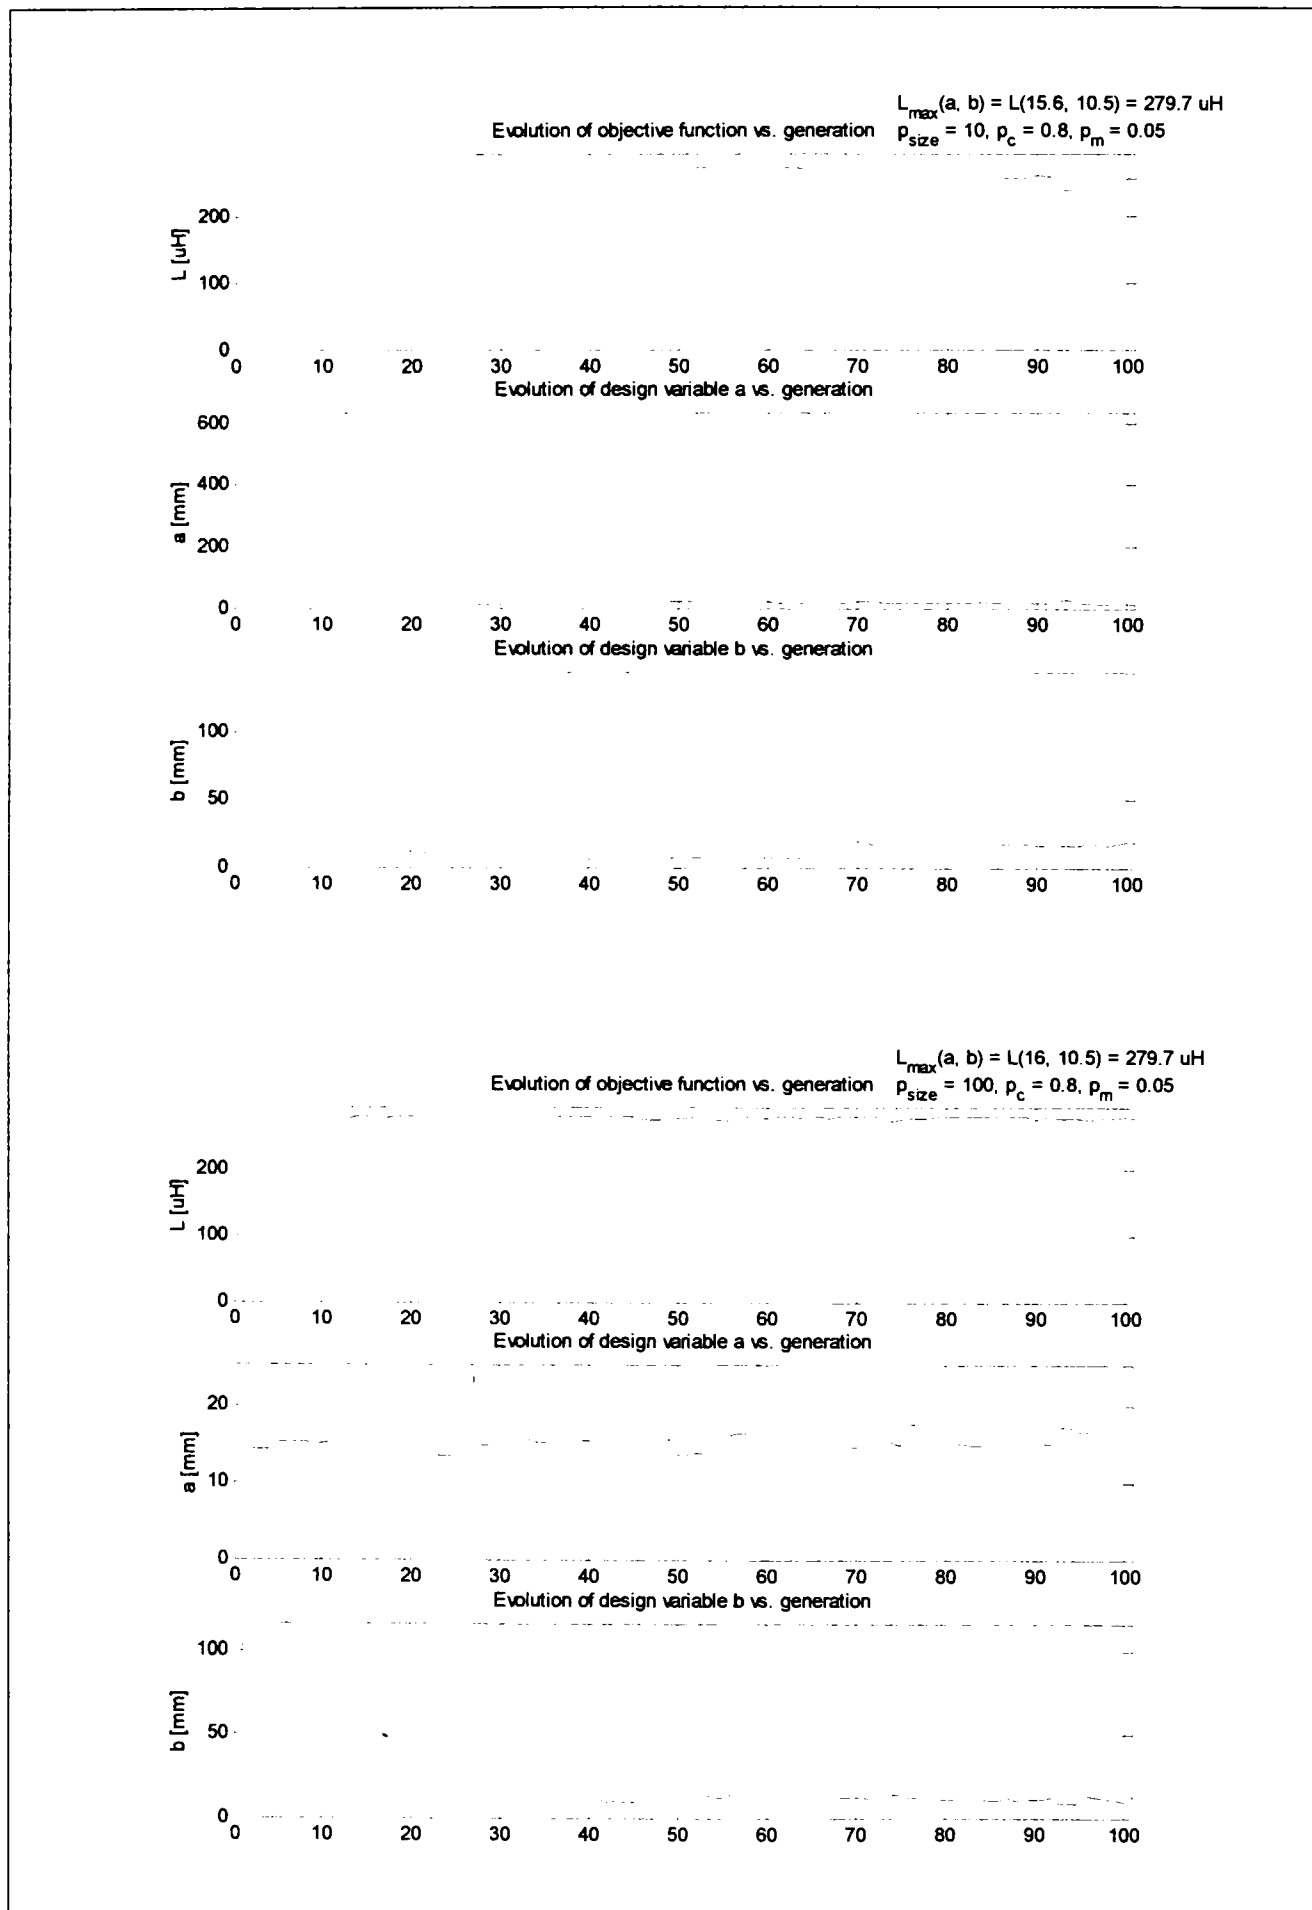 L_max(a, b) = L(15.6, 10.5) = 279.7 uH
Evolution of objective function vs. generation p_size = 10, p_c = 0.8, p_m = 0.05
200
100
0
L [uH]
0 10 20 30 40 50 60 70 80 90 100
Evolution of design variable a vs. generation
600
400
200
0
a [mm]
0 10 20 30 40 50 60 70 80 90 100
Evolution of design variable b vs. generation
100
50
0
b [mm]
0 10 20 30 40 50 60 70 80 90 100
L_max(a, b) = L(16, 10.5) = 279.7 uH
Evolution of objective function vs. generation p_size = 100, p_c = 0.8, p_m = 0.05
200
100
0
L [uH]
0 10 20 30 40 50 60 70 80 90 100
Evolution of design variable a vs. generation
20
10
0
a [mm]
0 10 20 30 40 50 60 70 80 90 100
Evolution of design variable b vs. generation
100
50
0
b [mm]
0 10 20 30 40 50 60 70 80 90 100